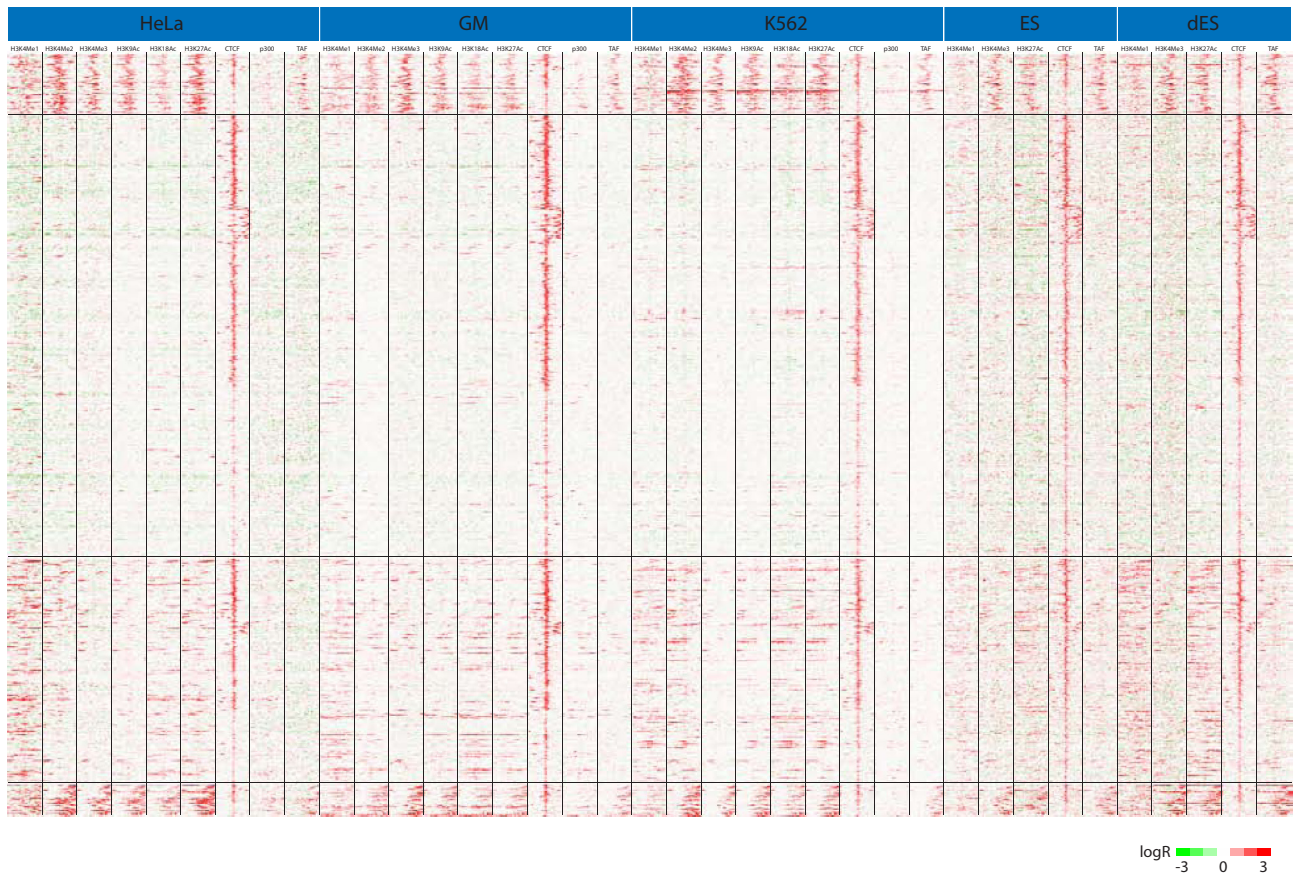 HeLa GM K562 ES dES
H3K4Me1 H3K4Me2 H3K4Me3 H3K9Ac H3K18Ac H3K27Ac CTCF p300 TAF H3K4Me1 H3K4Me2 H3K4Me3 H3K9Ac H3K18Ac H3K27Ac CTCF p300 TAF H3K4Me1 H3K4Me2 H3K4Me3 H3K9Ac H3K18Ac H3K27Ac CTCF p300 TAF H3K4Me1 H3K4Me3 H3K27Ac CTCF TAF H3K4Me1 H3K4Me3 H3K27Ac CTCF TAF
logR
-3 0 3